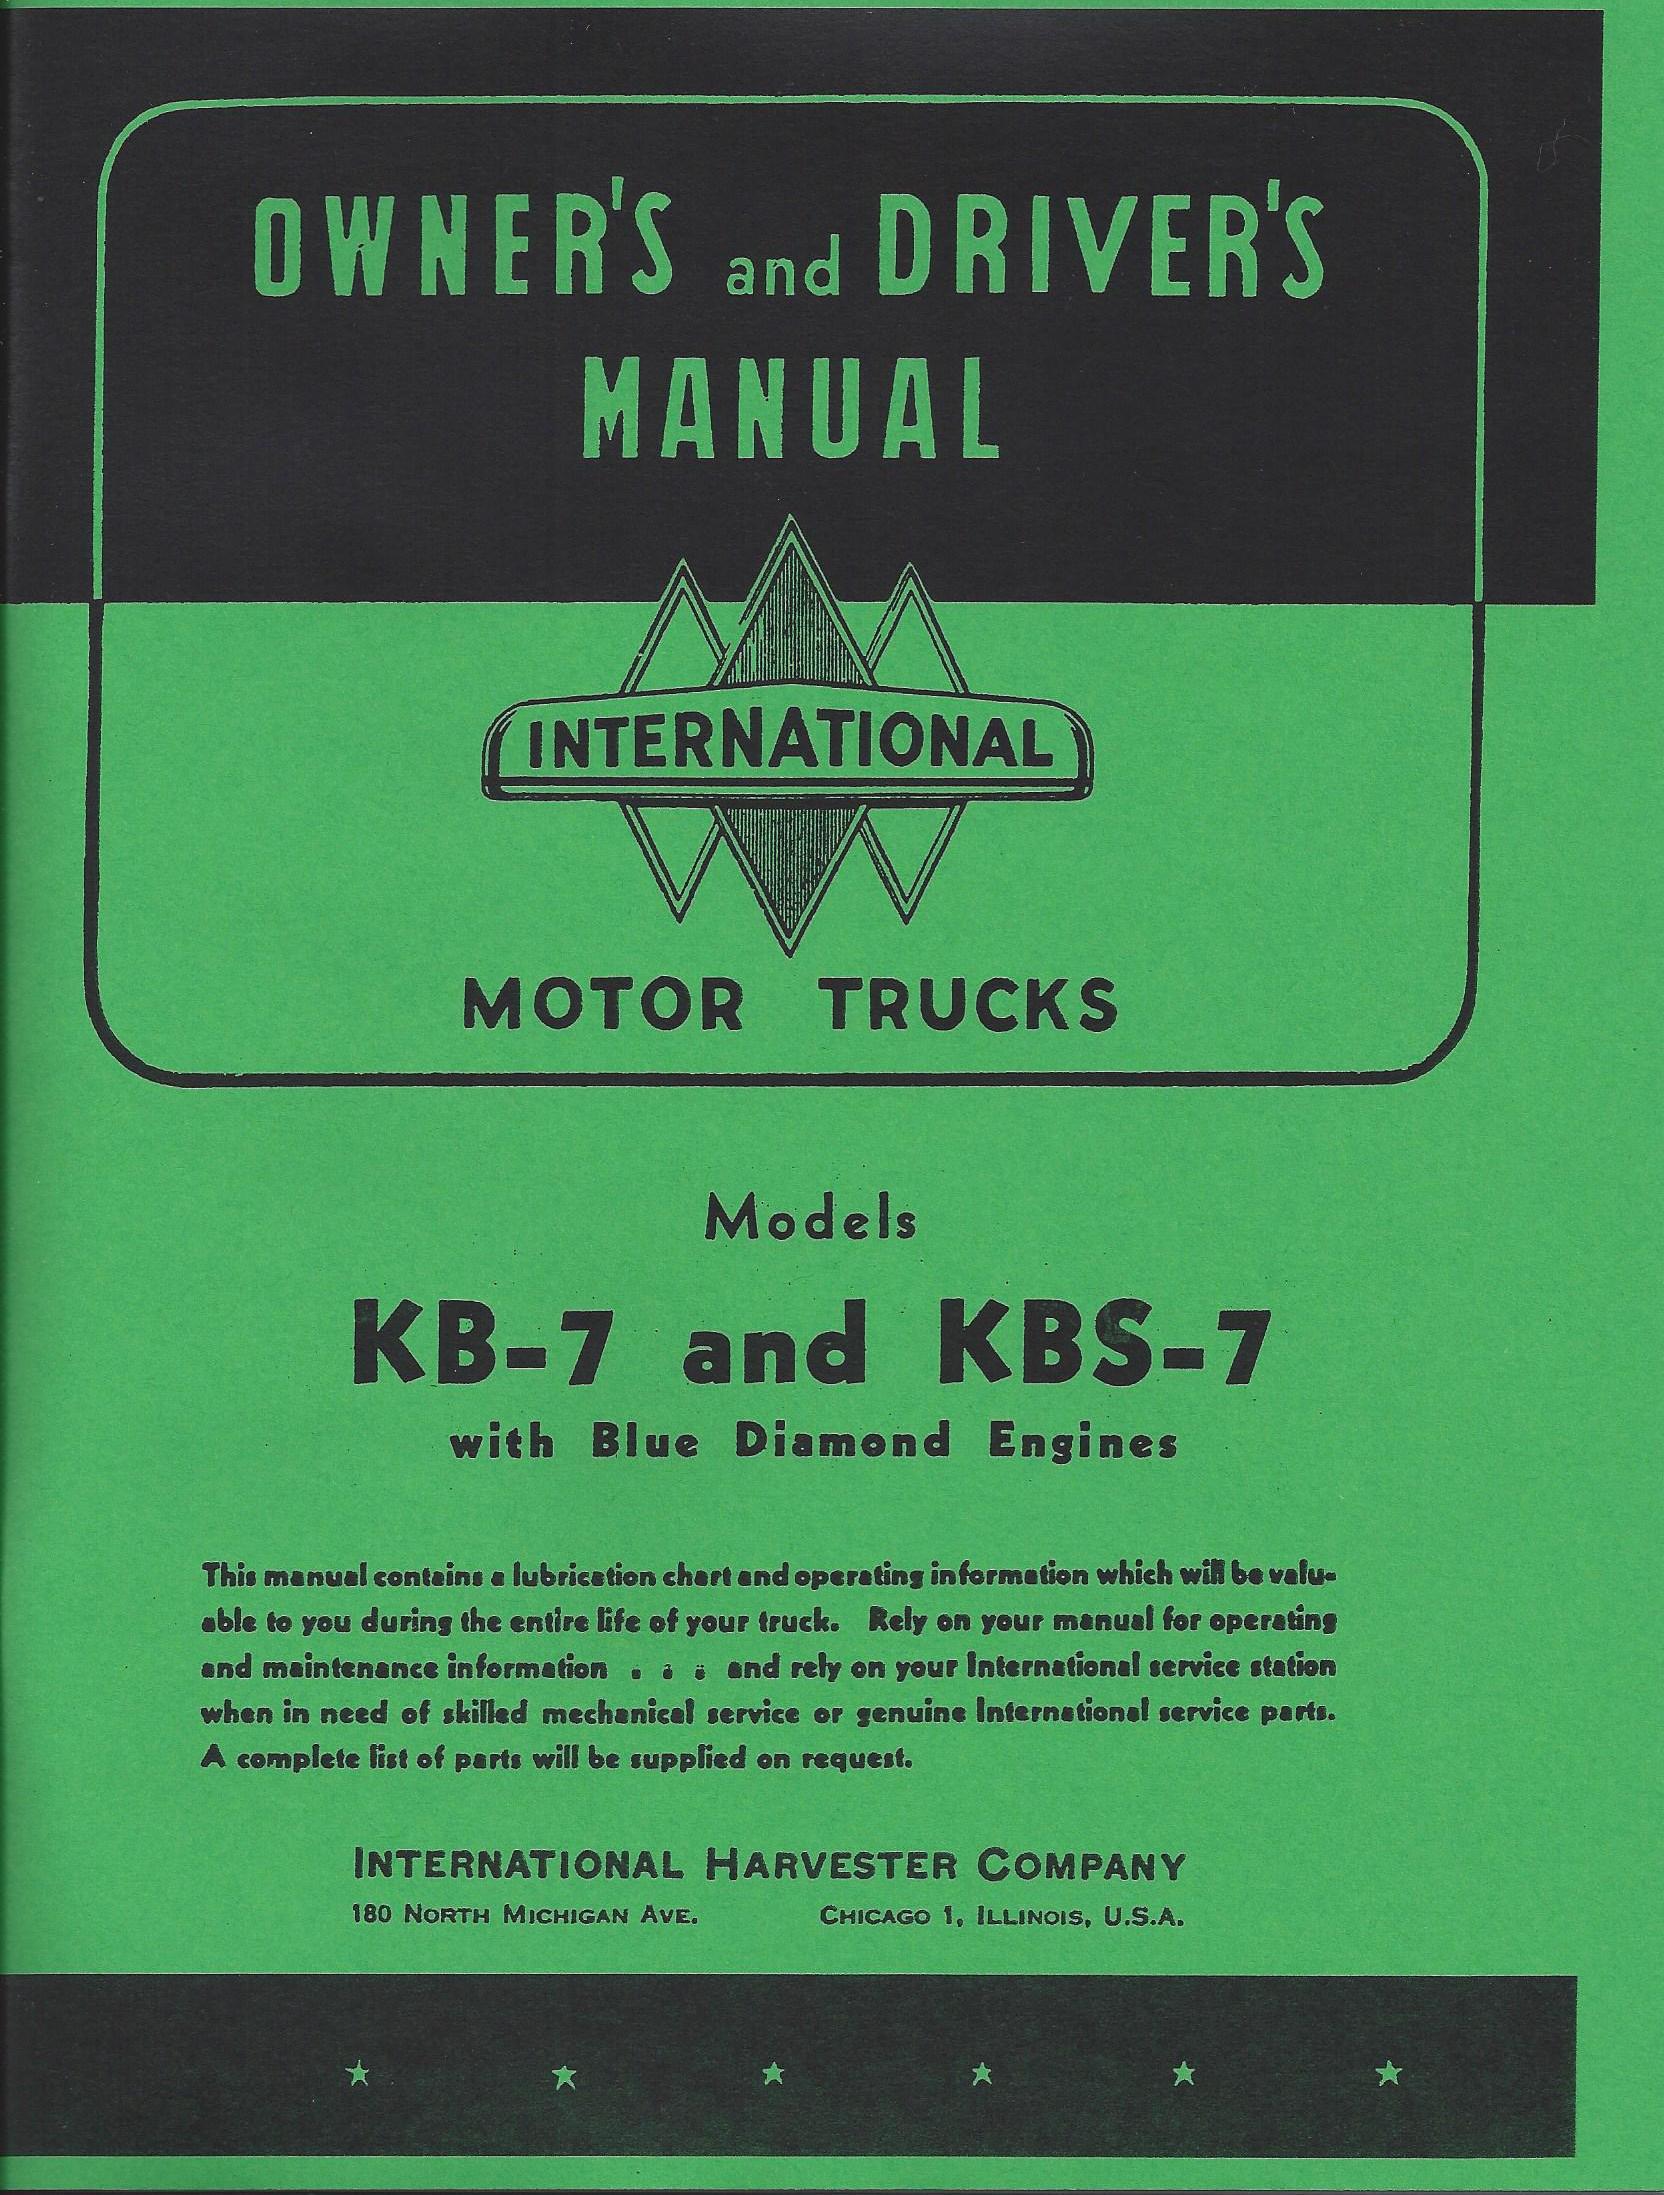 OWNER'S and DRIVER'S
MANUAL
INTERNATIONAL
MOTOR TRUCKS
Models
KB-7 and KBS-7
with Blue Diamond Engines
This manual contains a lubrication chart and operating information which will be valu-
able to you during the entire life of your truck. Rely on your manual for operating
and maintenance information . . . and rely on your International service station
when in need of skilled mechanical service or genuine International service parts.
A complete list of parts will be supplied on request.
INTERNATIONAL HARVESTER COMPANY
180 NORTH MICHIGAN AVE. CHICAGO 1, ILLINOIS, U.S.A.